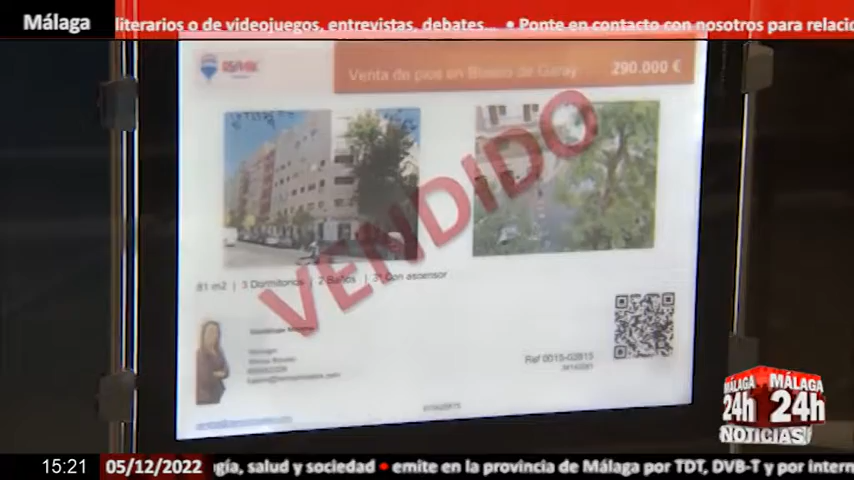 Málaga
literarios o de videojuegos, entrevistas, debates... • Ponte en contacto con nosotros para relacio
RE/MAX
Venta de piso en Blasco de Garay
290.000 €
VENDIDO
81 m2 | 3 Dormitorios | 2 Baños | 3º Con ascensor
Ref 0015-02815
MÁLAGA 24h MÁLAGA 24H
NOTICIAS
15:21 05/12/2022 gía, salud y sociedad • emite en la provincia de Málaga por TDT, DVB-T y por intern